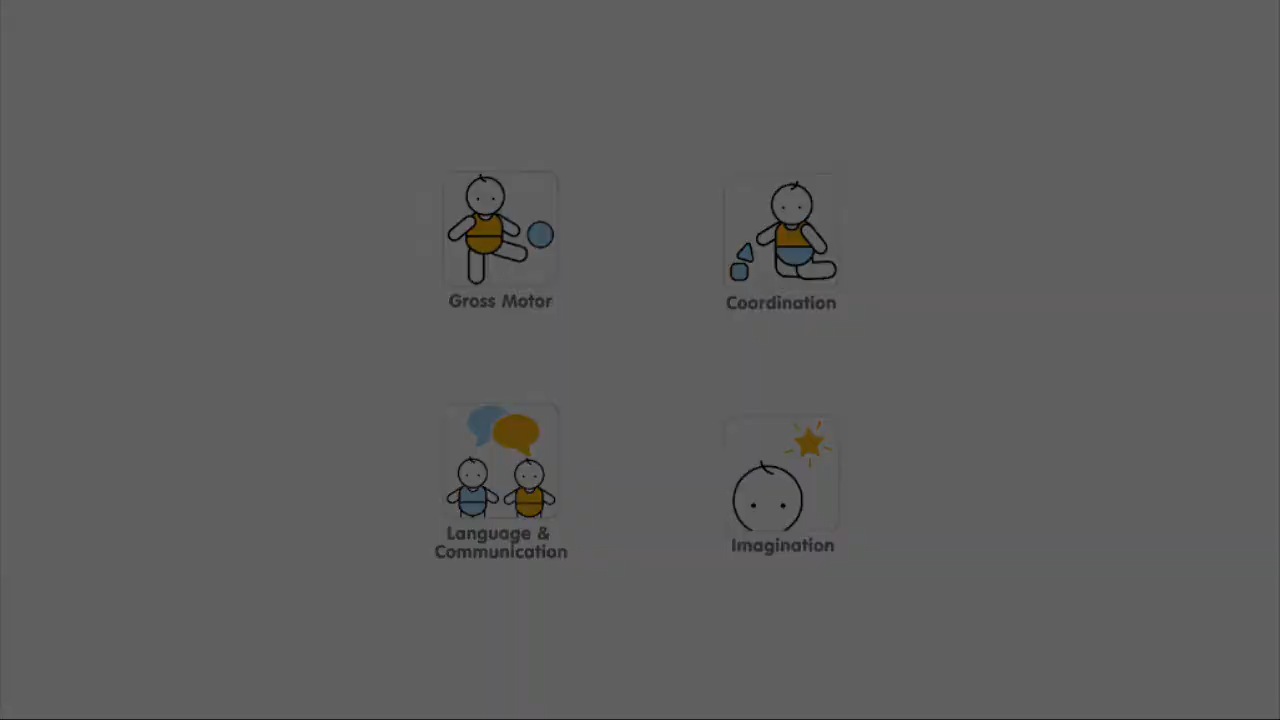 Gross Motor
Coordination
Language &
Communication
Imagination